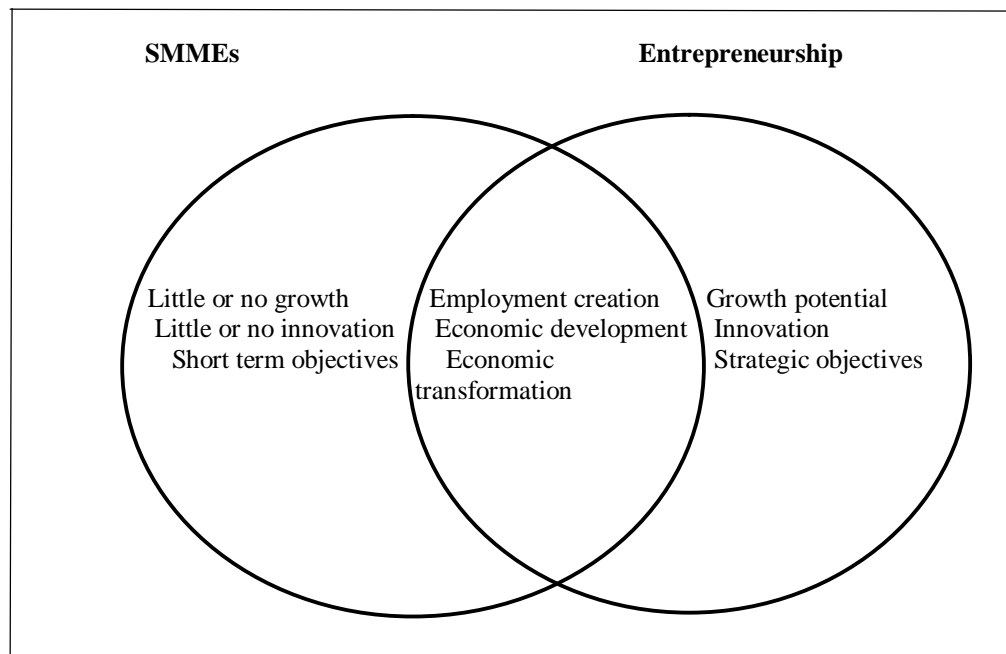 SMMEs
Entrepreneurship
Little or no growth
Little or no innovation
Short term objectives
Employment creation
Economic development
Economic
transformation
Growth potential
Innovation
Strategic objectives